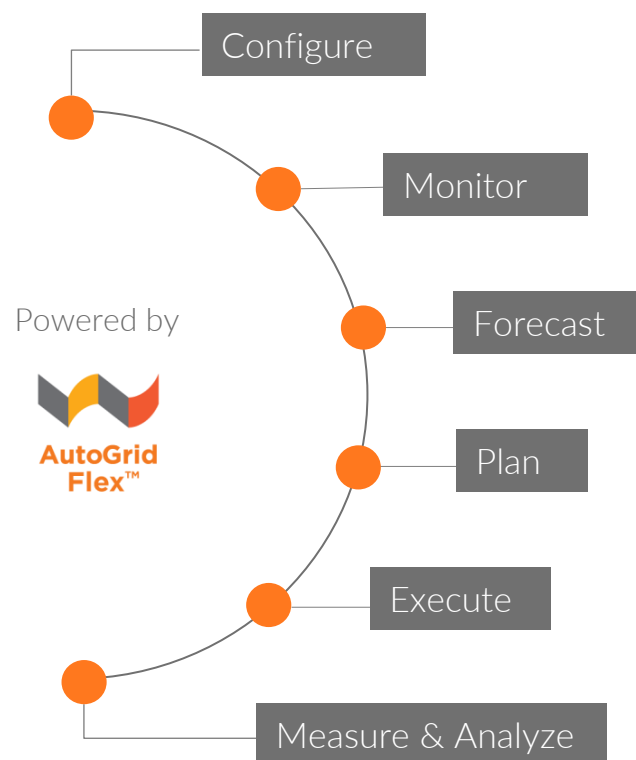 Configure
Monitor
Forecast
Powered by
AutoGrid
Flex™
Plan
Execute
Measure & Analyze